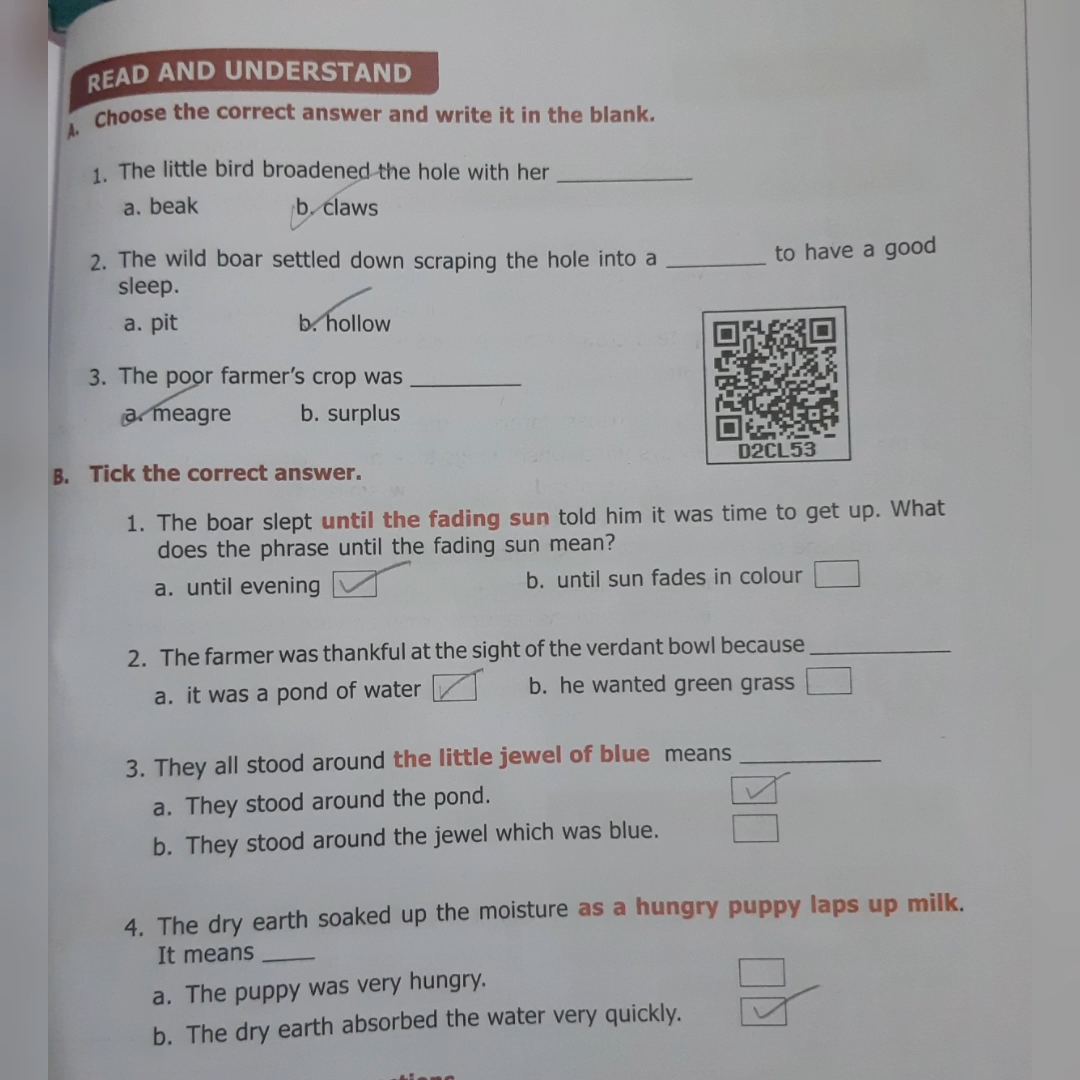 READ AND UNDERSTAND
A. Choose the correct answer and write it in the blank.
1. The little bird broadened the hole with her ____________
a. beak b. claws
2. The wild boar settled down scraping the hole into a _________ to have a good
sleep.
a. pit b. hollow
3. The poor farmer's crop was __________
a. meagre b. surplus
D2CL53
B. Tick the correct answer.
1. The boar slept until the fading sun told him it was time to get up. What
does the phrase until the fading sun mean?
a. until evening b. until sun fades in colour
2. The farmer was thankful at the sight of the verdant bowl because ____________
a. it was a pond of water b. he wanted green grass
3. They all stood around the little jewel of blue means ____________
a. They stood around the pond.
b. They stood around the jewel which was blue.
4. The dry earth soaked up the moisture as a hungry puppy laps up milk.
It means ____
a. The puppy was very hungry.
b. The dry earth absorbed the water very quickly.